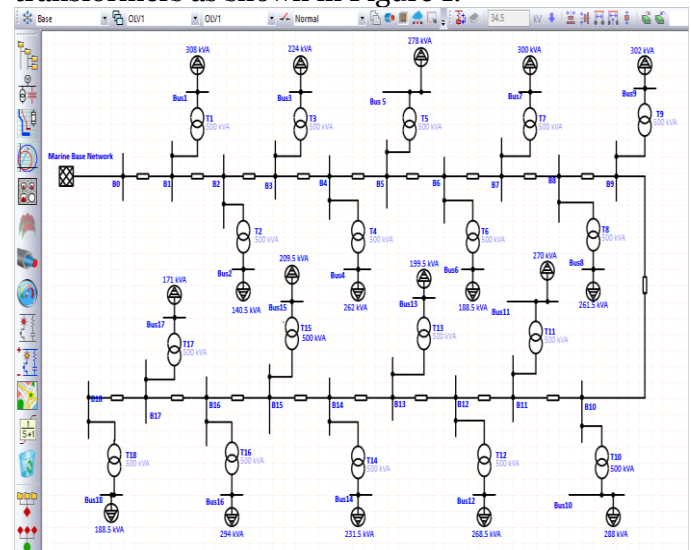 transformers as shown in Figure 1.
Base OLV1 OLV1 Normal 34.5 kV
308 kVA 224 kVA 278 kVA 300 kVA 302 kVA
Bus1 Bus3 Bus 5 Bus7 Bus9
T1 T3 T5 T7 T9
500 kVA 500 kVA 500 kVA 500 kVA 500 kVA
Marine Base Network
B0 B1 B2 B3 B4 B5 B6 B7 B8 B9
T2 T4 T6 T8
500 kVA 500 kVA 500 kVA 500 kVA
Bus2 Bus4 Bus6 Bus8
140.5 kVA 262 kVA 188.5 kVA 261.5 kVA
171 kVA 209.5 kVA 199.5 kVA 270 kVA
Bus17 Bus15 Bus13 Bus11
T17 T15 T13 T11
500 kVA 500 kVA 500 kVA 500 kVA
B18 B17 B16 B15 B14 B13 B12 B11 B10
T18 T16 T14 T12 T10
500 kVA 500 kVA 500 kVA 500 kVA 500 kVA
Bus18 Bus16 Bus14 Bus12 Bus10
188.5 kVA 294 kVA 231.5 kVA 268.5 kVA 288 kVA
S+1